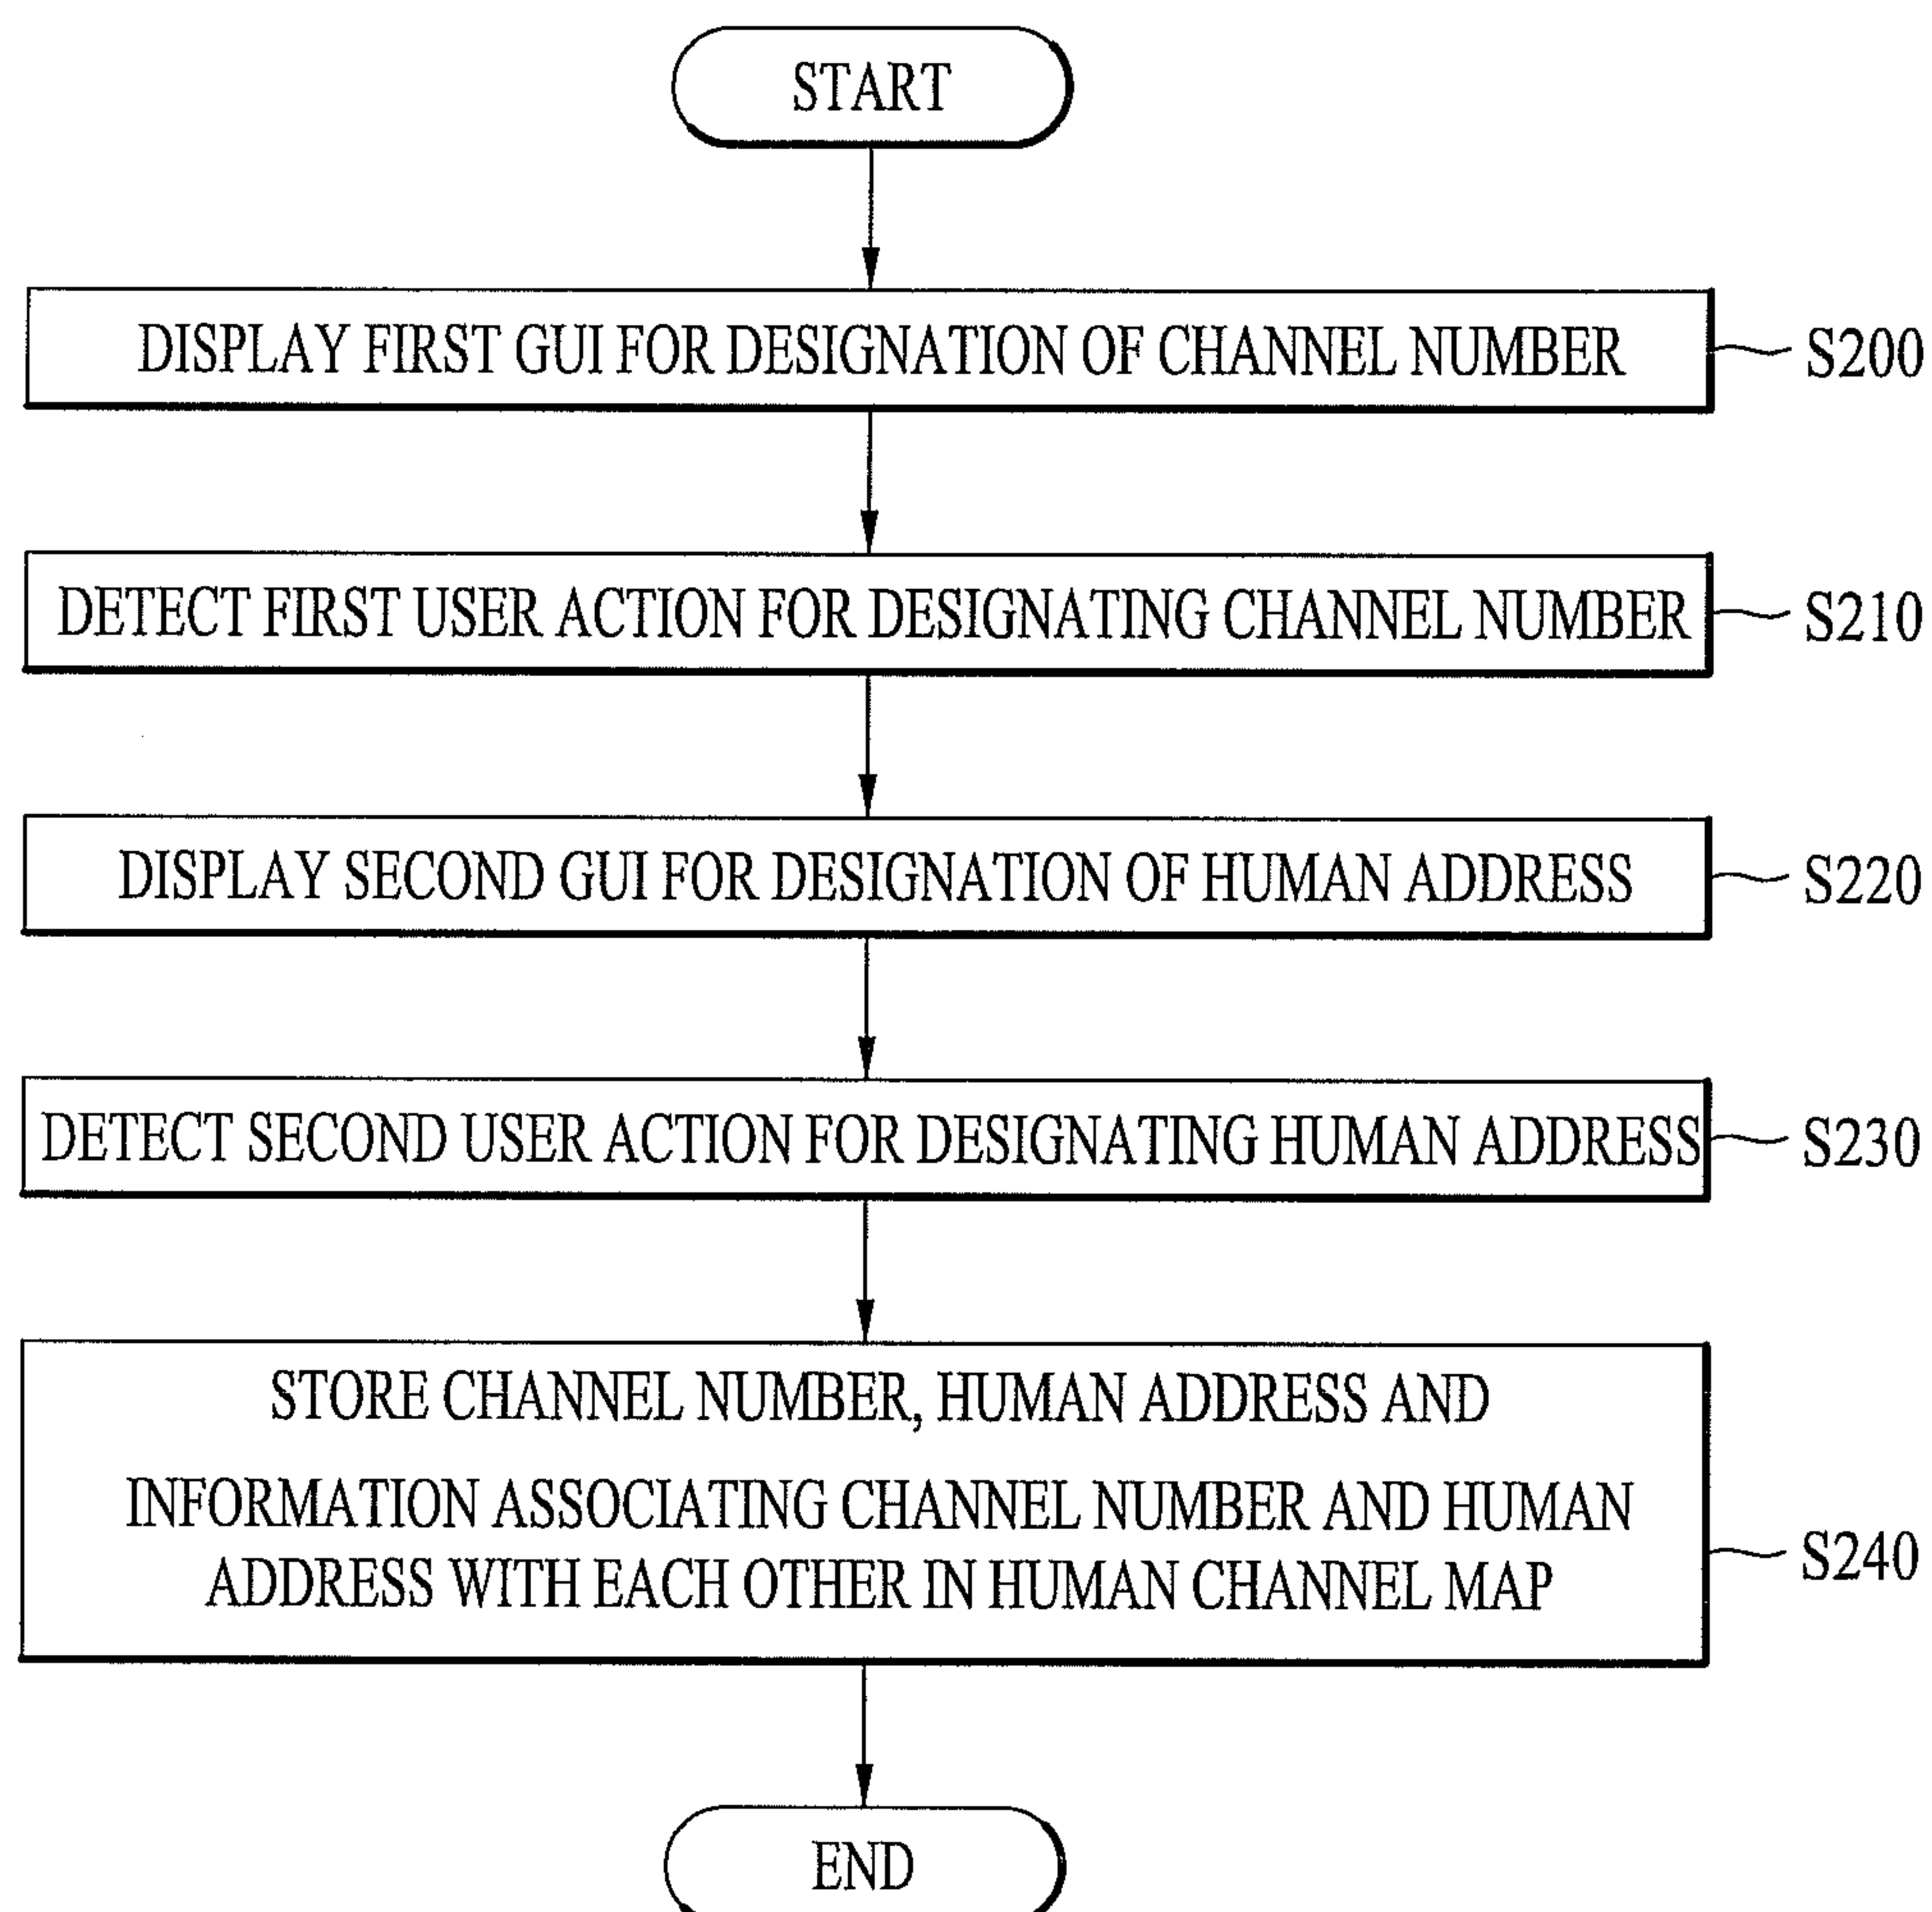 START
DISPLAY FIRST GUI FOR DESIGNATION OF CHANNEL NUMBER
S200
DETECT FIRST USER ACTION FOR DESIGNATING CHANNEL NUMBER
S210
DISPLAY SECOND GUI FOR DESIGNATION OF HUMAN ADDRESS
S220
DETECT SECOND USER ACTION FOR DESIGNATING HUMAN ADDRESS
S230
STORE CHANNEL NUMBER, HUMAN ADDRESS AND
INFORMATION ASSOCIATING CHANNEL NUMBER AND HUMAN
ADDRESS WITH EACH OTHER IN HUMAN CHANNEL MAP
S240
END